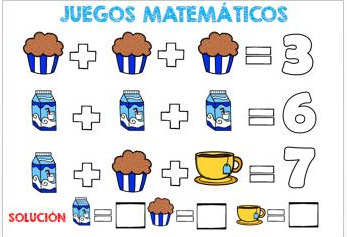 JUEGOS MATEMÁTICOS
+ + = 3
+ + = 6
+ + = 7
SOLUCIÓN = = =